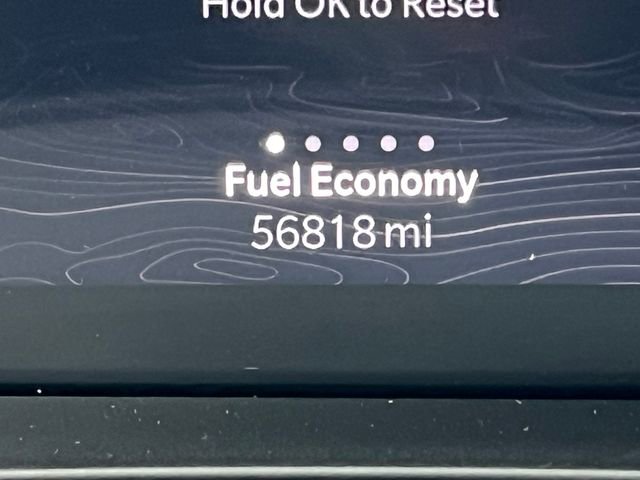 Hold OK to Reset
Fuel Economy
56818 mi